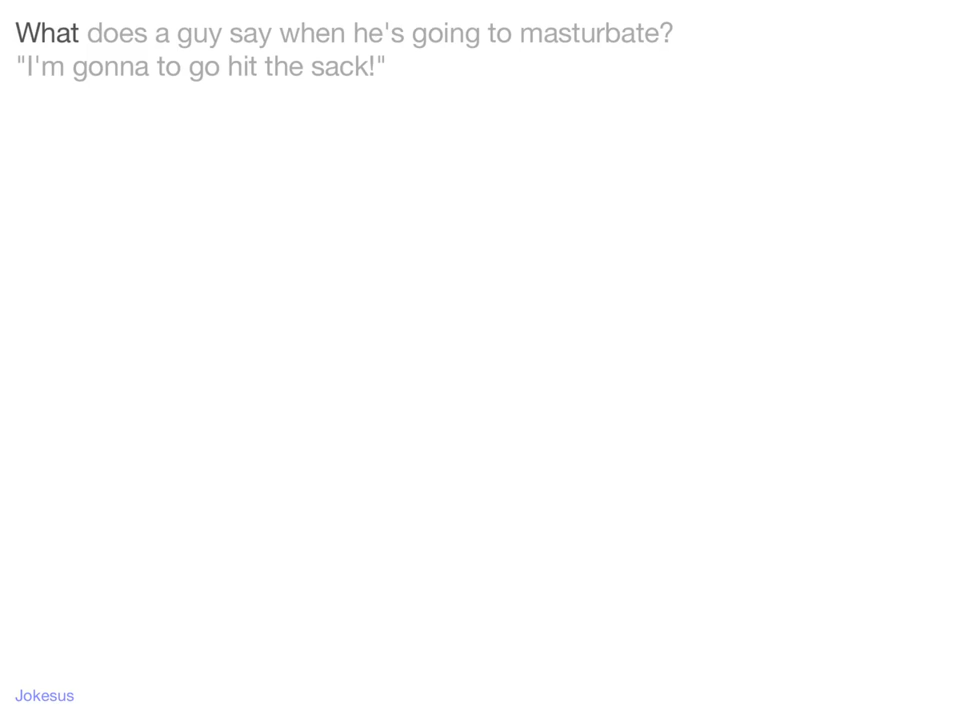 What does a guy say when he's going to masturbate?
"I'm gonna to go hit the sack!"
Jokesus